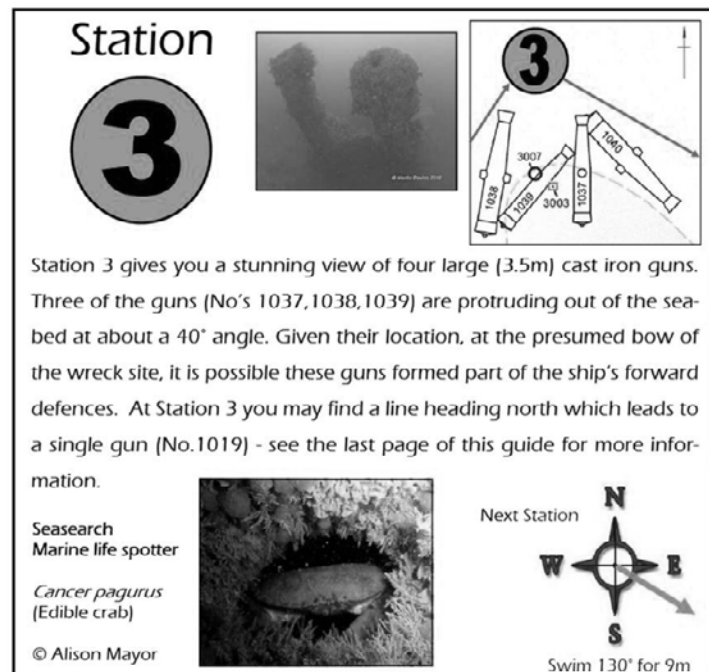 Station
3
3
1038
3007
1039
3003
1037
1040
Station 3 gives you a stunning view of four large (3.5m) cast iron guns.
Three of the guns (No's 1037,1038,1039) are protruding out of the sea-
bed at about a 40° angle. Given their location, at the presumed bow of
the wreck site, it is possible these guns formed part of the ship's forward
defences. At Station 3 you may find a line heading north which leads to
a single gun (No.1019) - see the last page of this guide for more infor-
mation.
Seasearch
Marine life spotter
Cancer pagurus
(Edible crab)
© Alison Mayor
Next Station
N
W E
S
Swim 130° for 9m